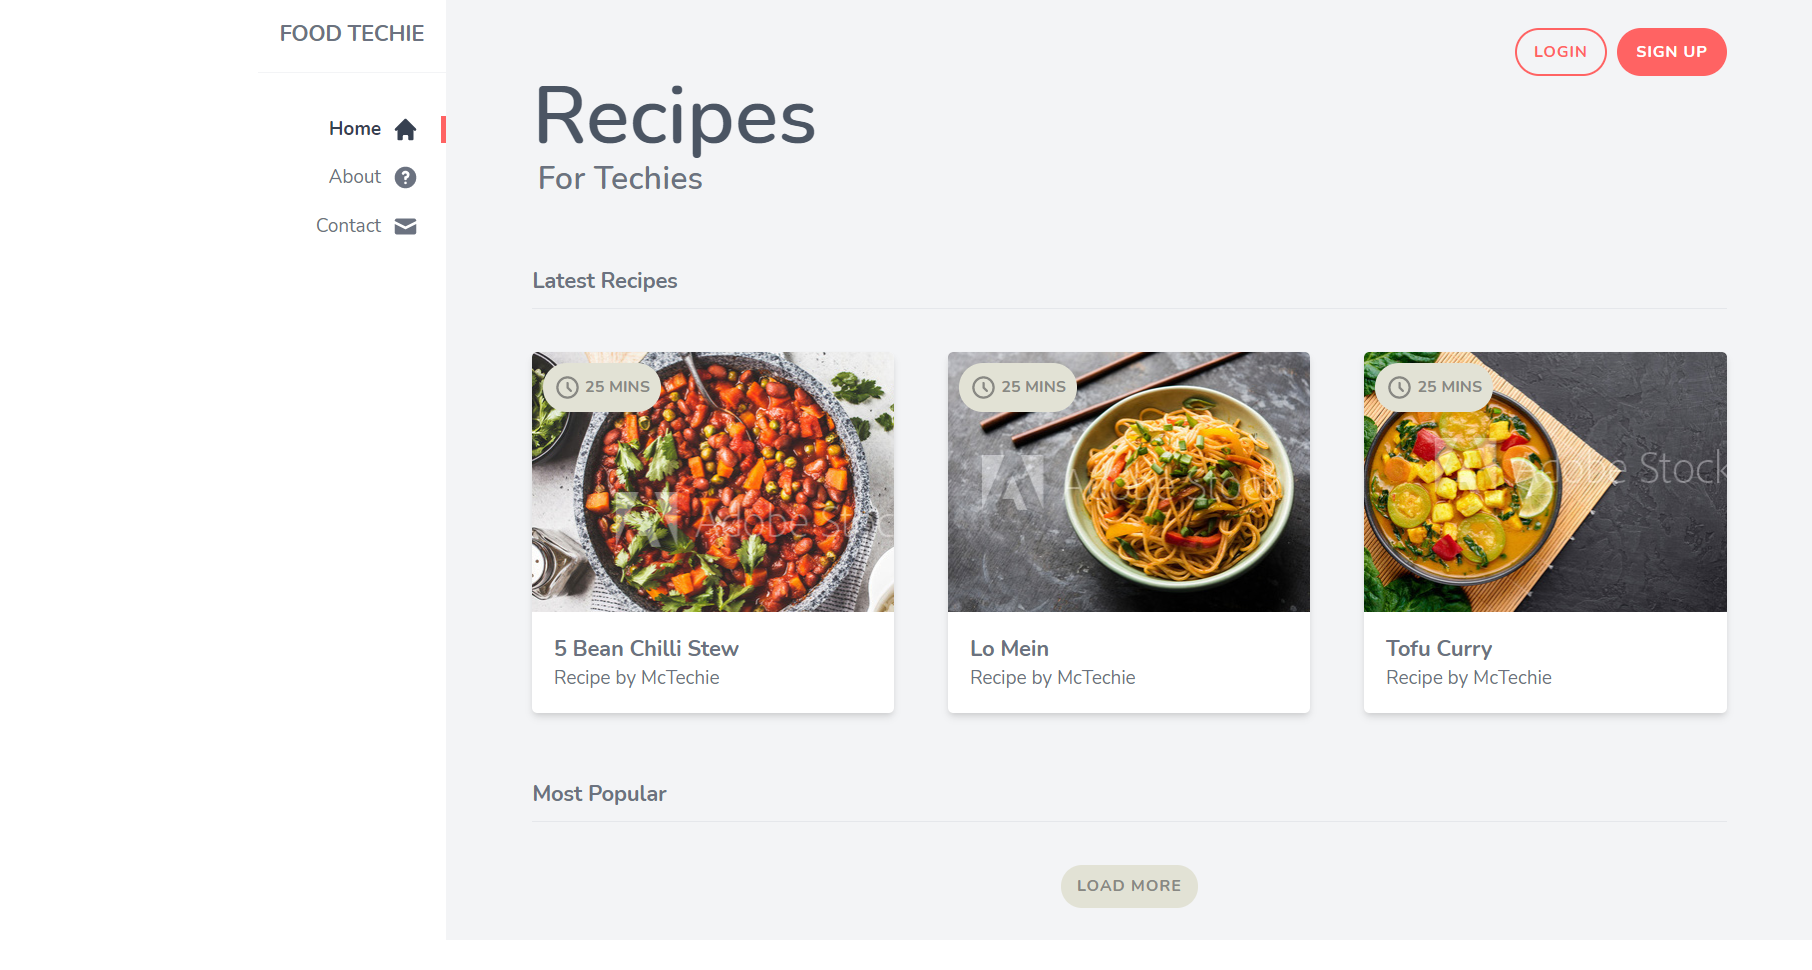 FOOD TECHIE
Home
About
Contact
LOGIN
SIGN UP
Recipes
For Techies
Latest Recipes
25 MINS
Adobe Stoc
5 Bean Chilli Stew
Recipe by McTechie
25 MINS
Adobe Stock
Lo Mein
Recipe by McTechie
25 MINS
Adobe Stock
Tofu Curry
Recipe by McTechie
Most Popular
LOAD MORE